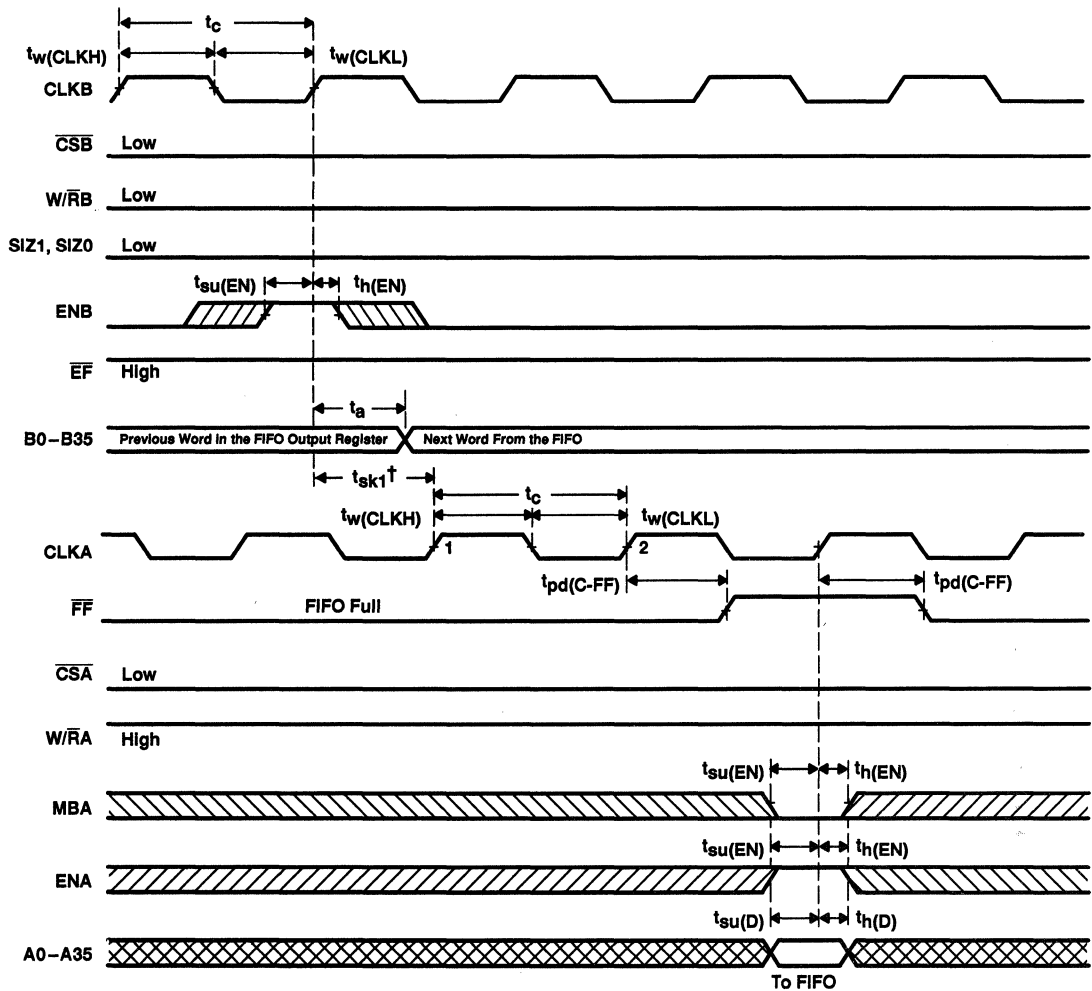 tc
tw(CLKH) tw(CLKL)
CLKB
CSB Low
W/RB Low
SIZ1, SIZ0 Low
tsu(EN) th(EN)
ENB
EF High
ta
B0–B35 Previous Word in the FIFO Output Register Next Word From the FIFO
tsk1†
tc
tw(CLKH) tw(CLKL)
CLKA 1 2
tpd(C-FF) tpd(C-FF)
FF FIFO Full
CSA Low
W/RA High
tsu(EN) th(EN)
MBA
tsu(EN) th(EN)
ENA
tsu(D) th(D)
A0–A35
To FIFO